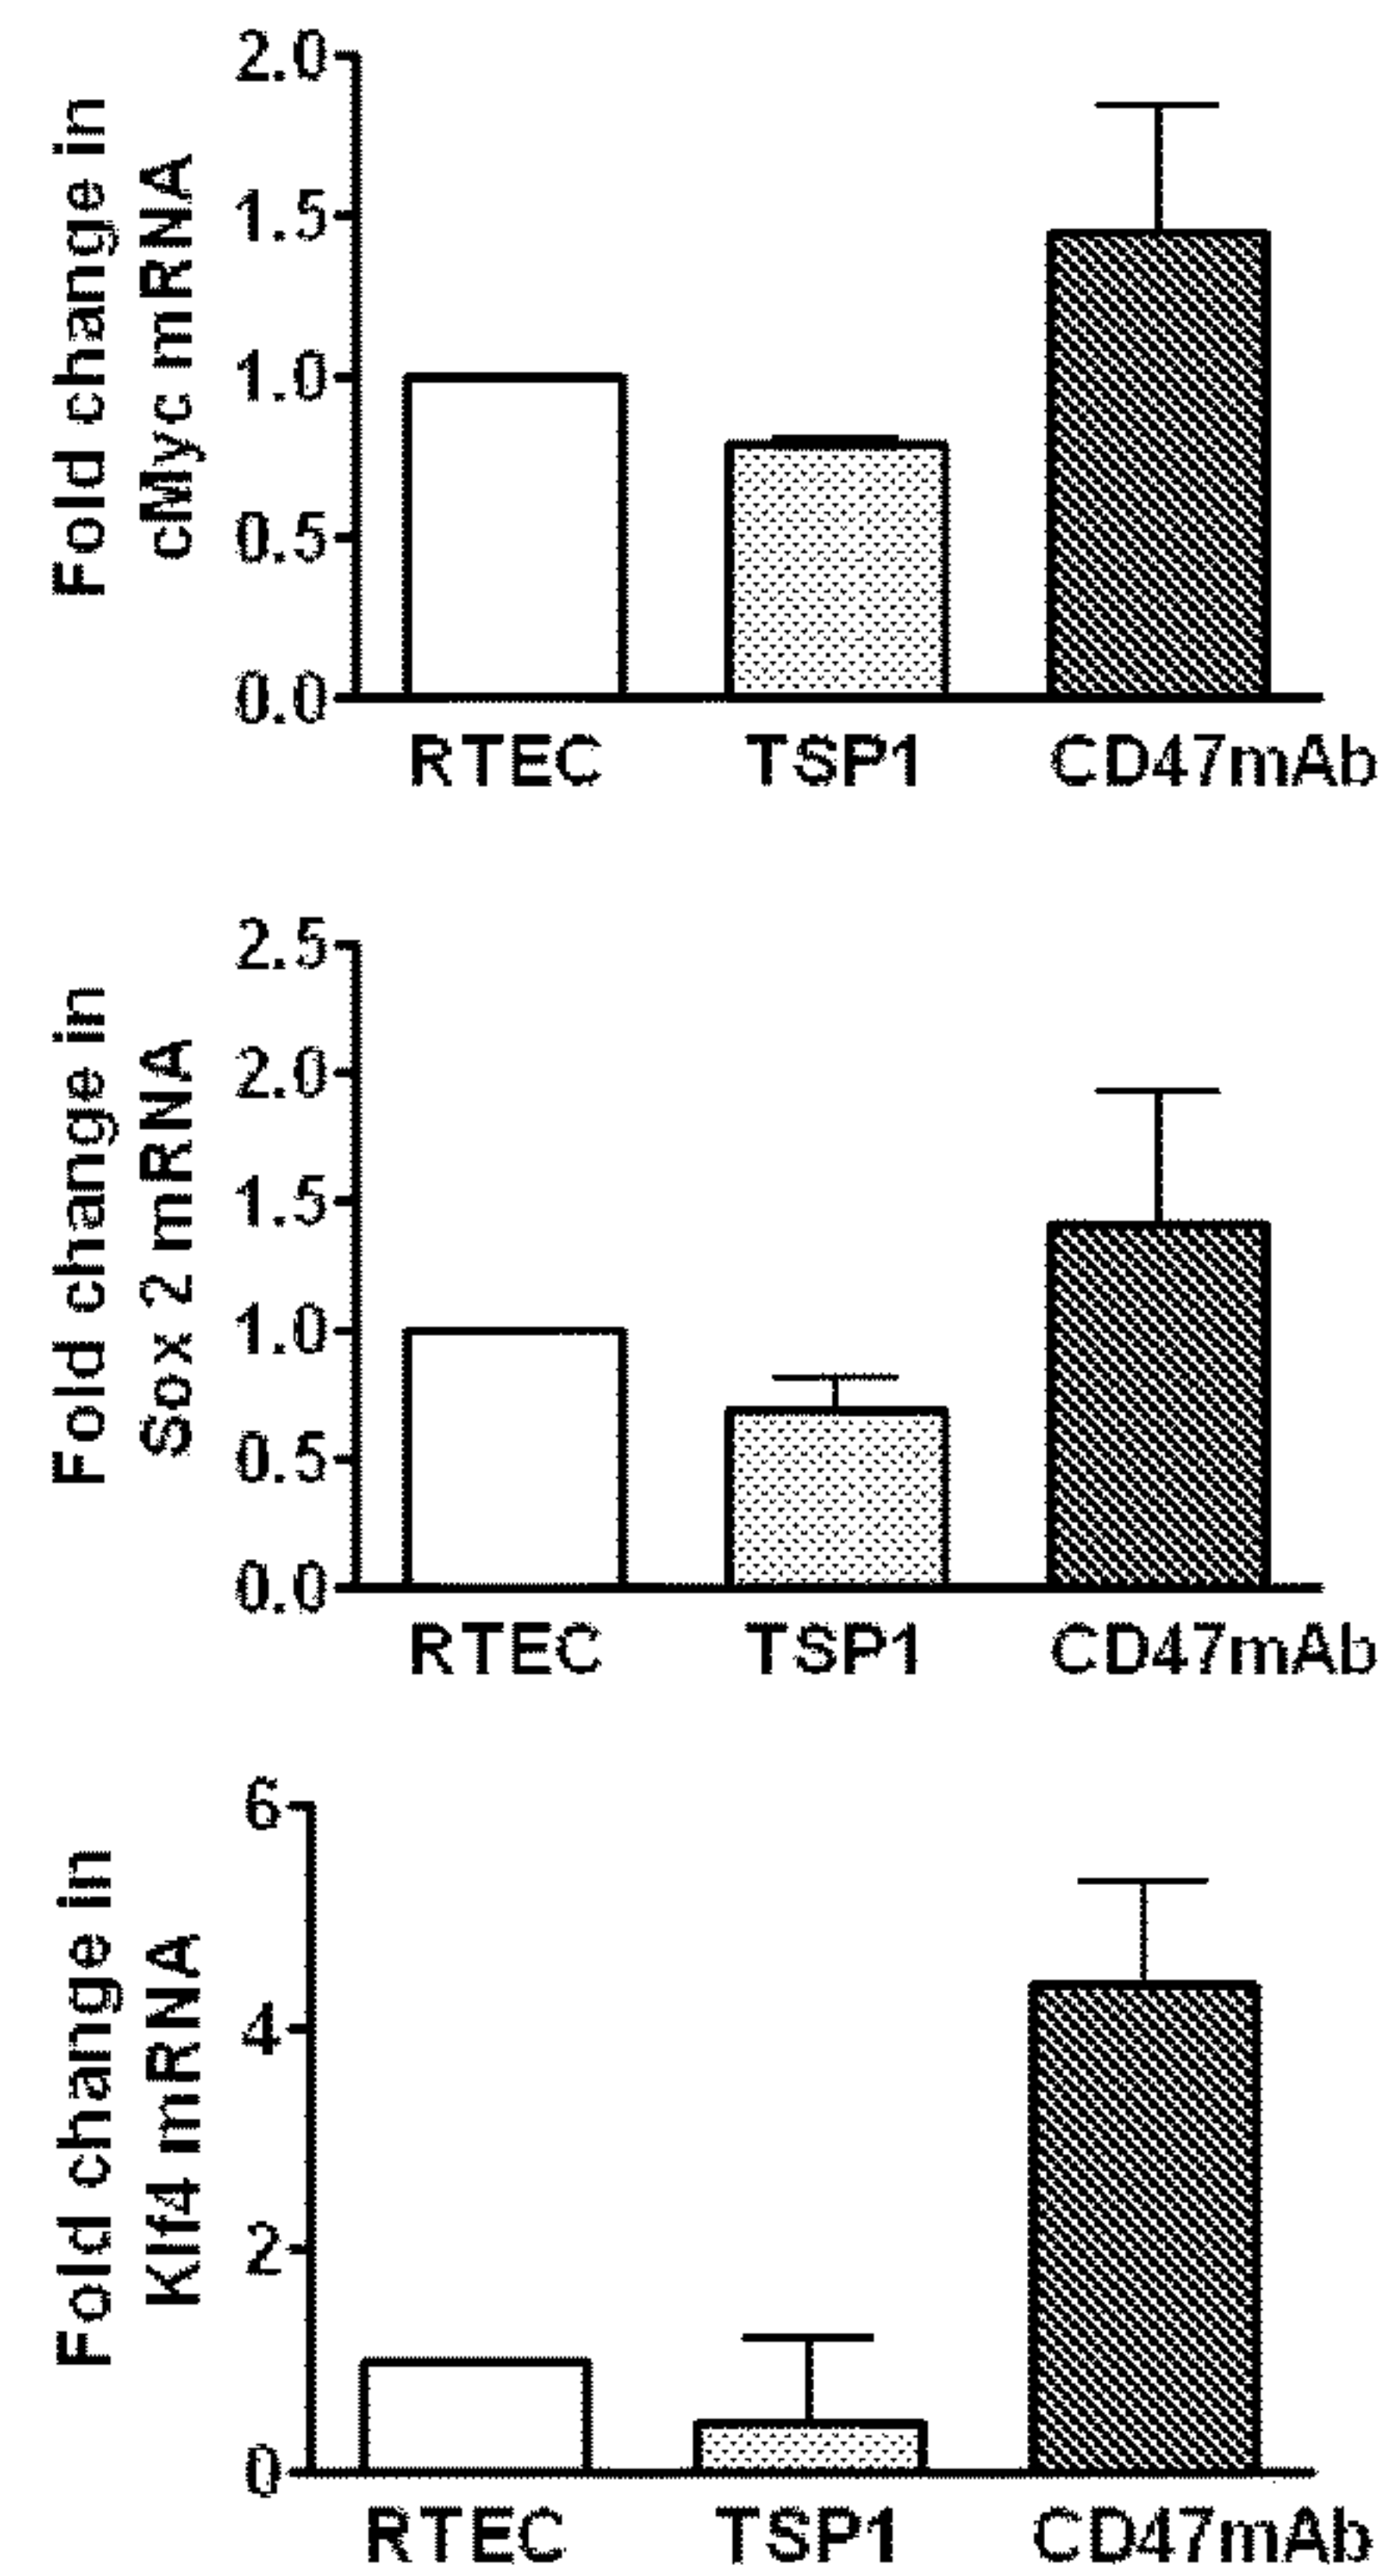 Fold change in
cMyc mRNA
2.0
1.5
1.0
0.5
0.0
RTEC TSP1 CD47mAb
Fold change in
Sox 2 mRNA
2.5
2.0
1.5
1.0
0.5
0.0
RTEC TSP1 CD47mAb
Fold change in
Klf4 mRNA
6
4
2
0
RTEC TSP1 CD47mAb